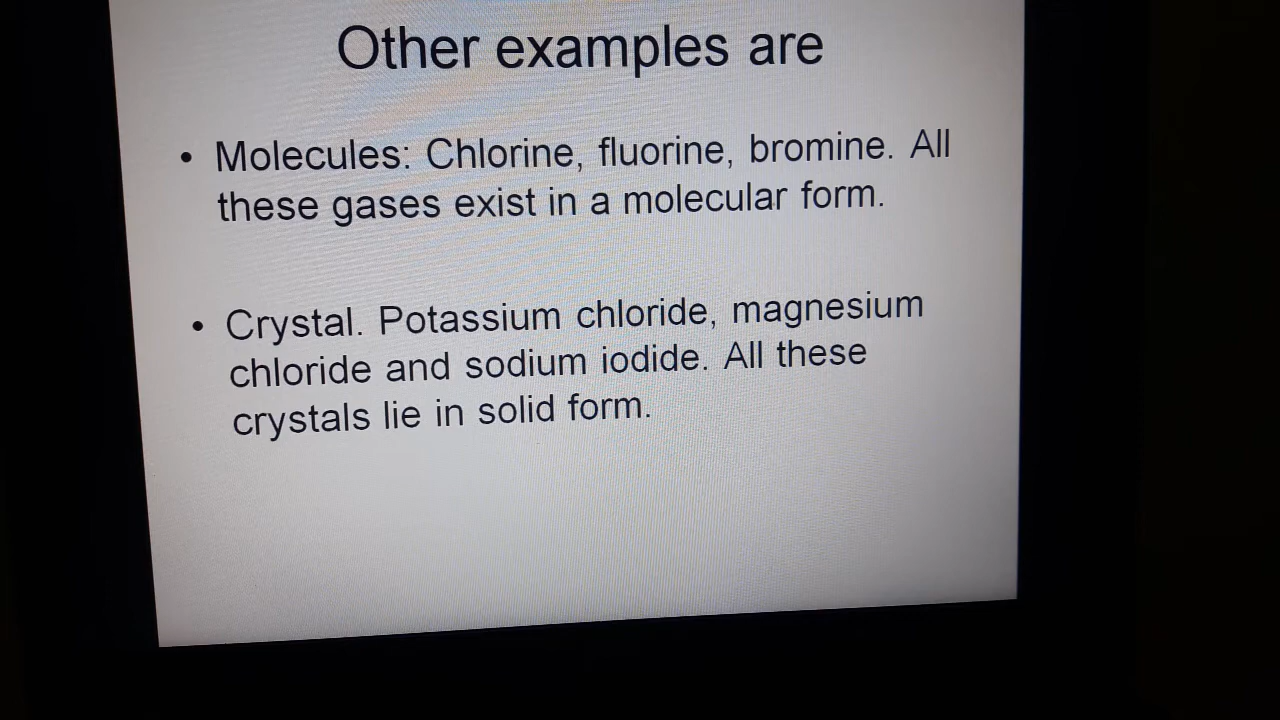 Other examples are
• Molecules: Chlorine, fluorine, bromine. All
these gases exist in a molecular form.
• Crystal. Potassium chloride, magnesium
chloride and sodium iodide. All these
crystals lie in solid form.